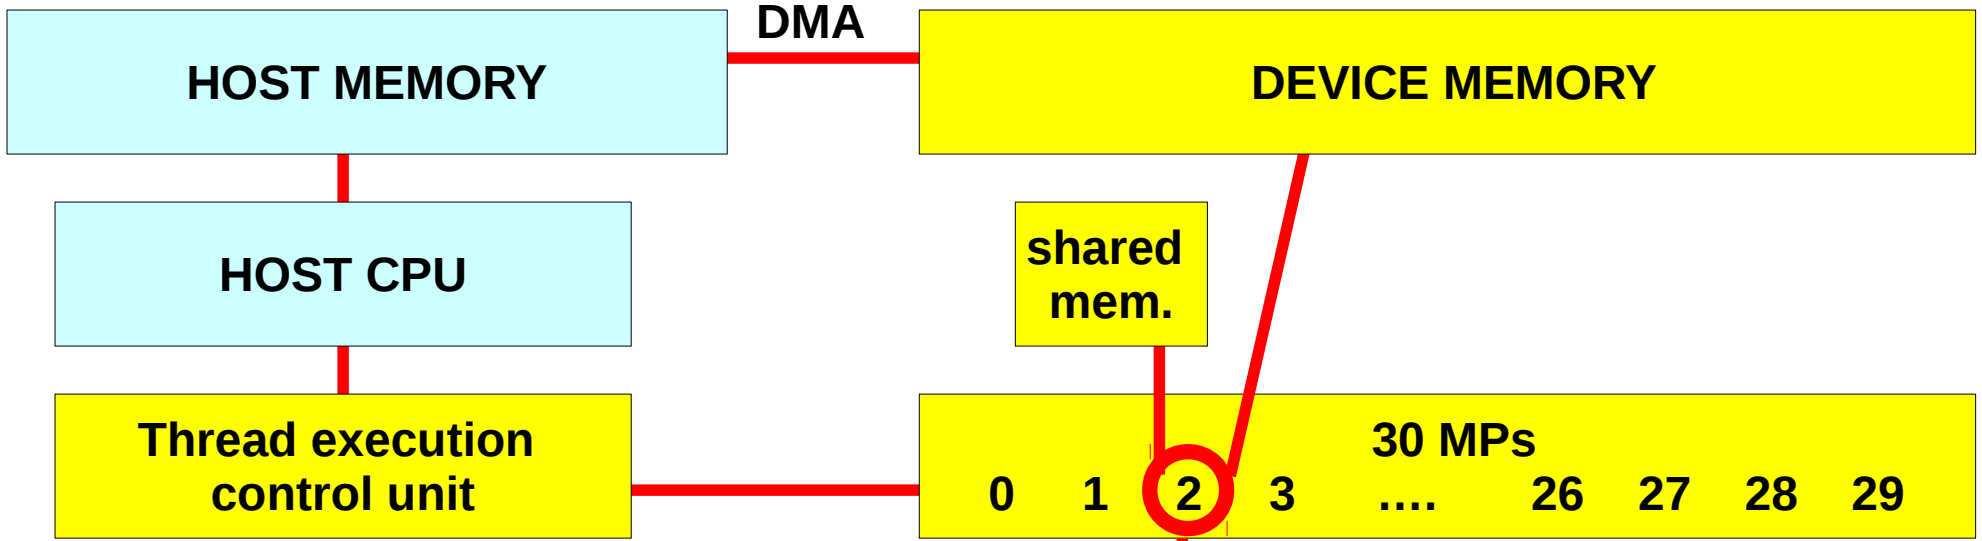 DMA
HOST MEMORY
DEVICE MEMORY
HOST CPU
shared
mem.
Thread execution
control unit
30 MPs
0 1 2 3 .... 26 27 28 29